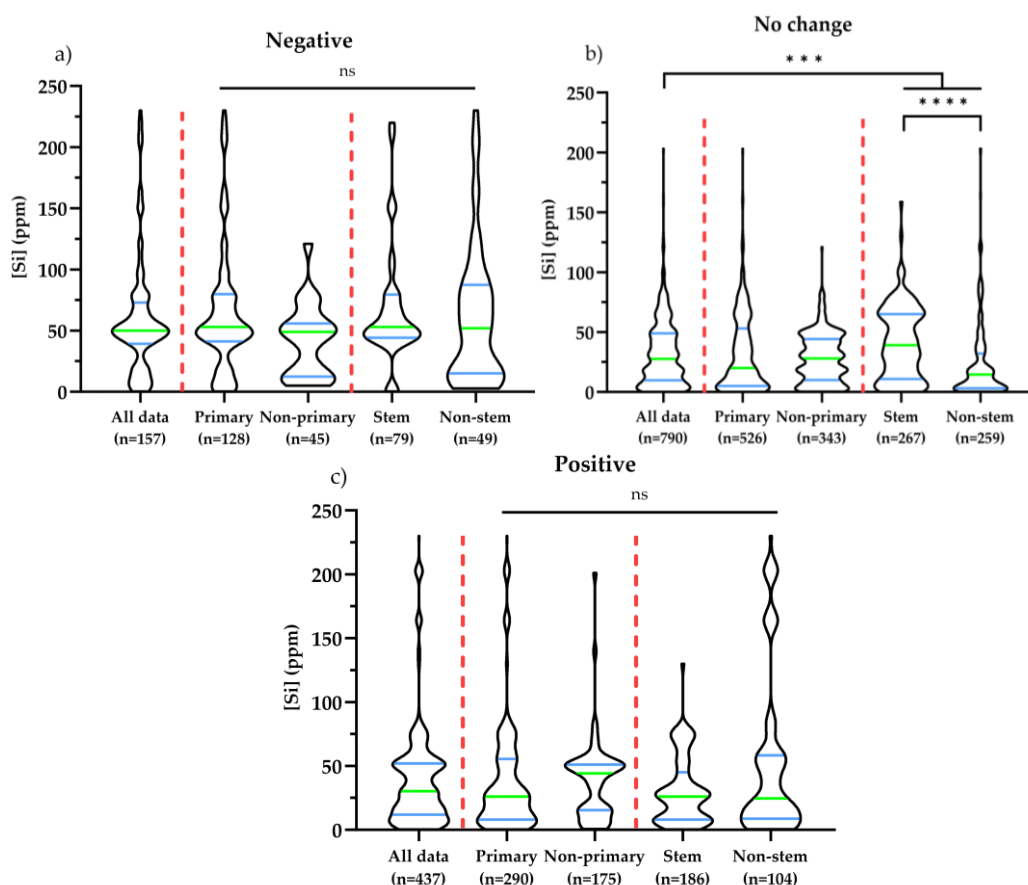 a)
Negative
ns
250
200
150
100
50
0
[Si] (ppm)
All data Primary Non-primary Stem Non-stem
(n=157) (n=128) (n=45) (n=79) (n=49)
b)
No change
* * *
* * * *
250
200
150
100
50
0
[Si] (ppm)
All data Primary Non-primary Stem Non-stem
(n=790) (n=526) (n=343) (n=267) (n=259)
c)
Positive
ns
250
200
150
100
50
0
[Si] (ppm)
All data Primary Non-primary Stem Non-stem
(n=437) (n=290) (n=175) (n=186) (n=104)